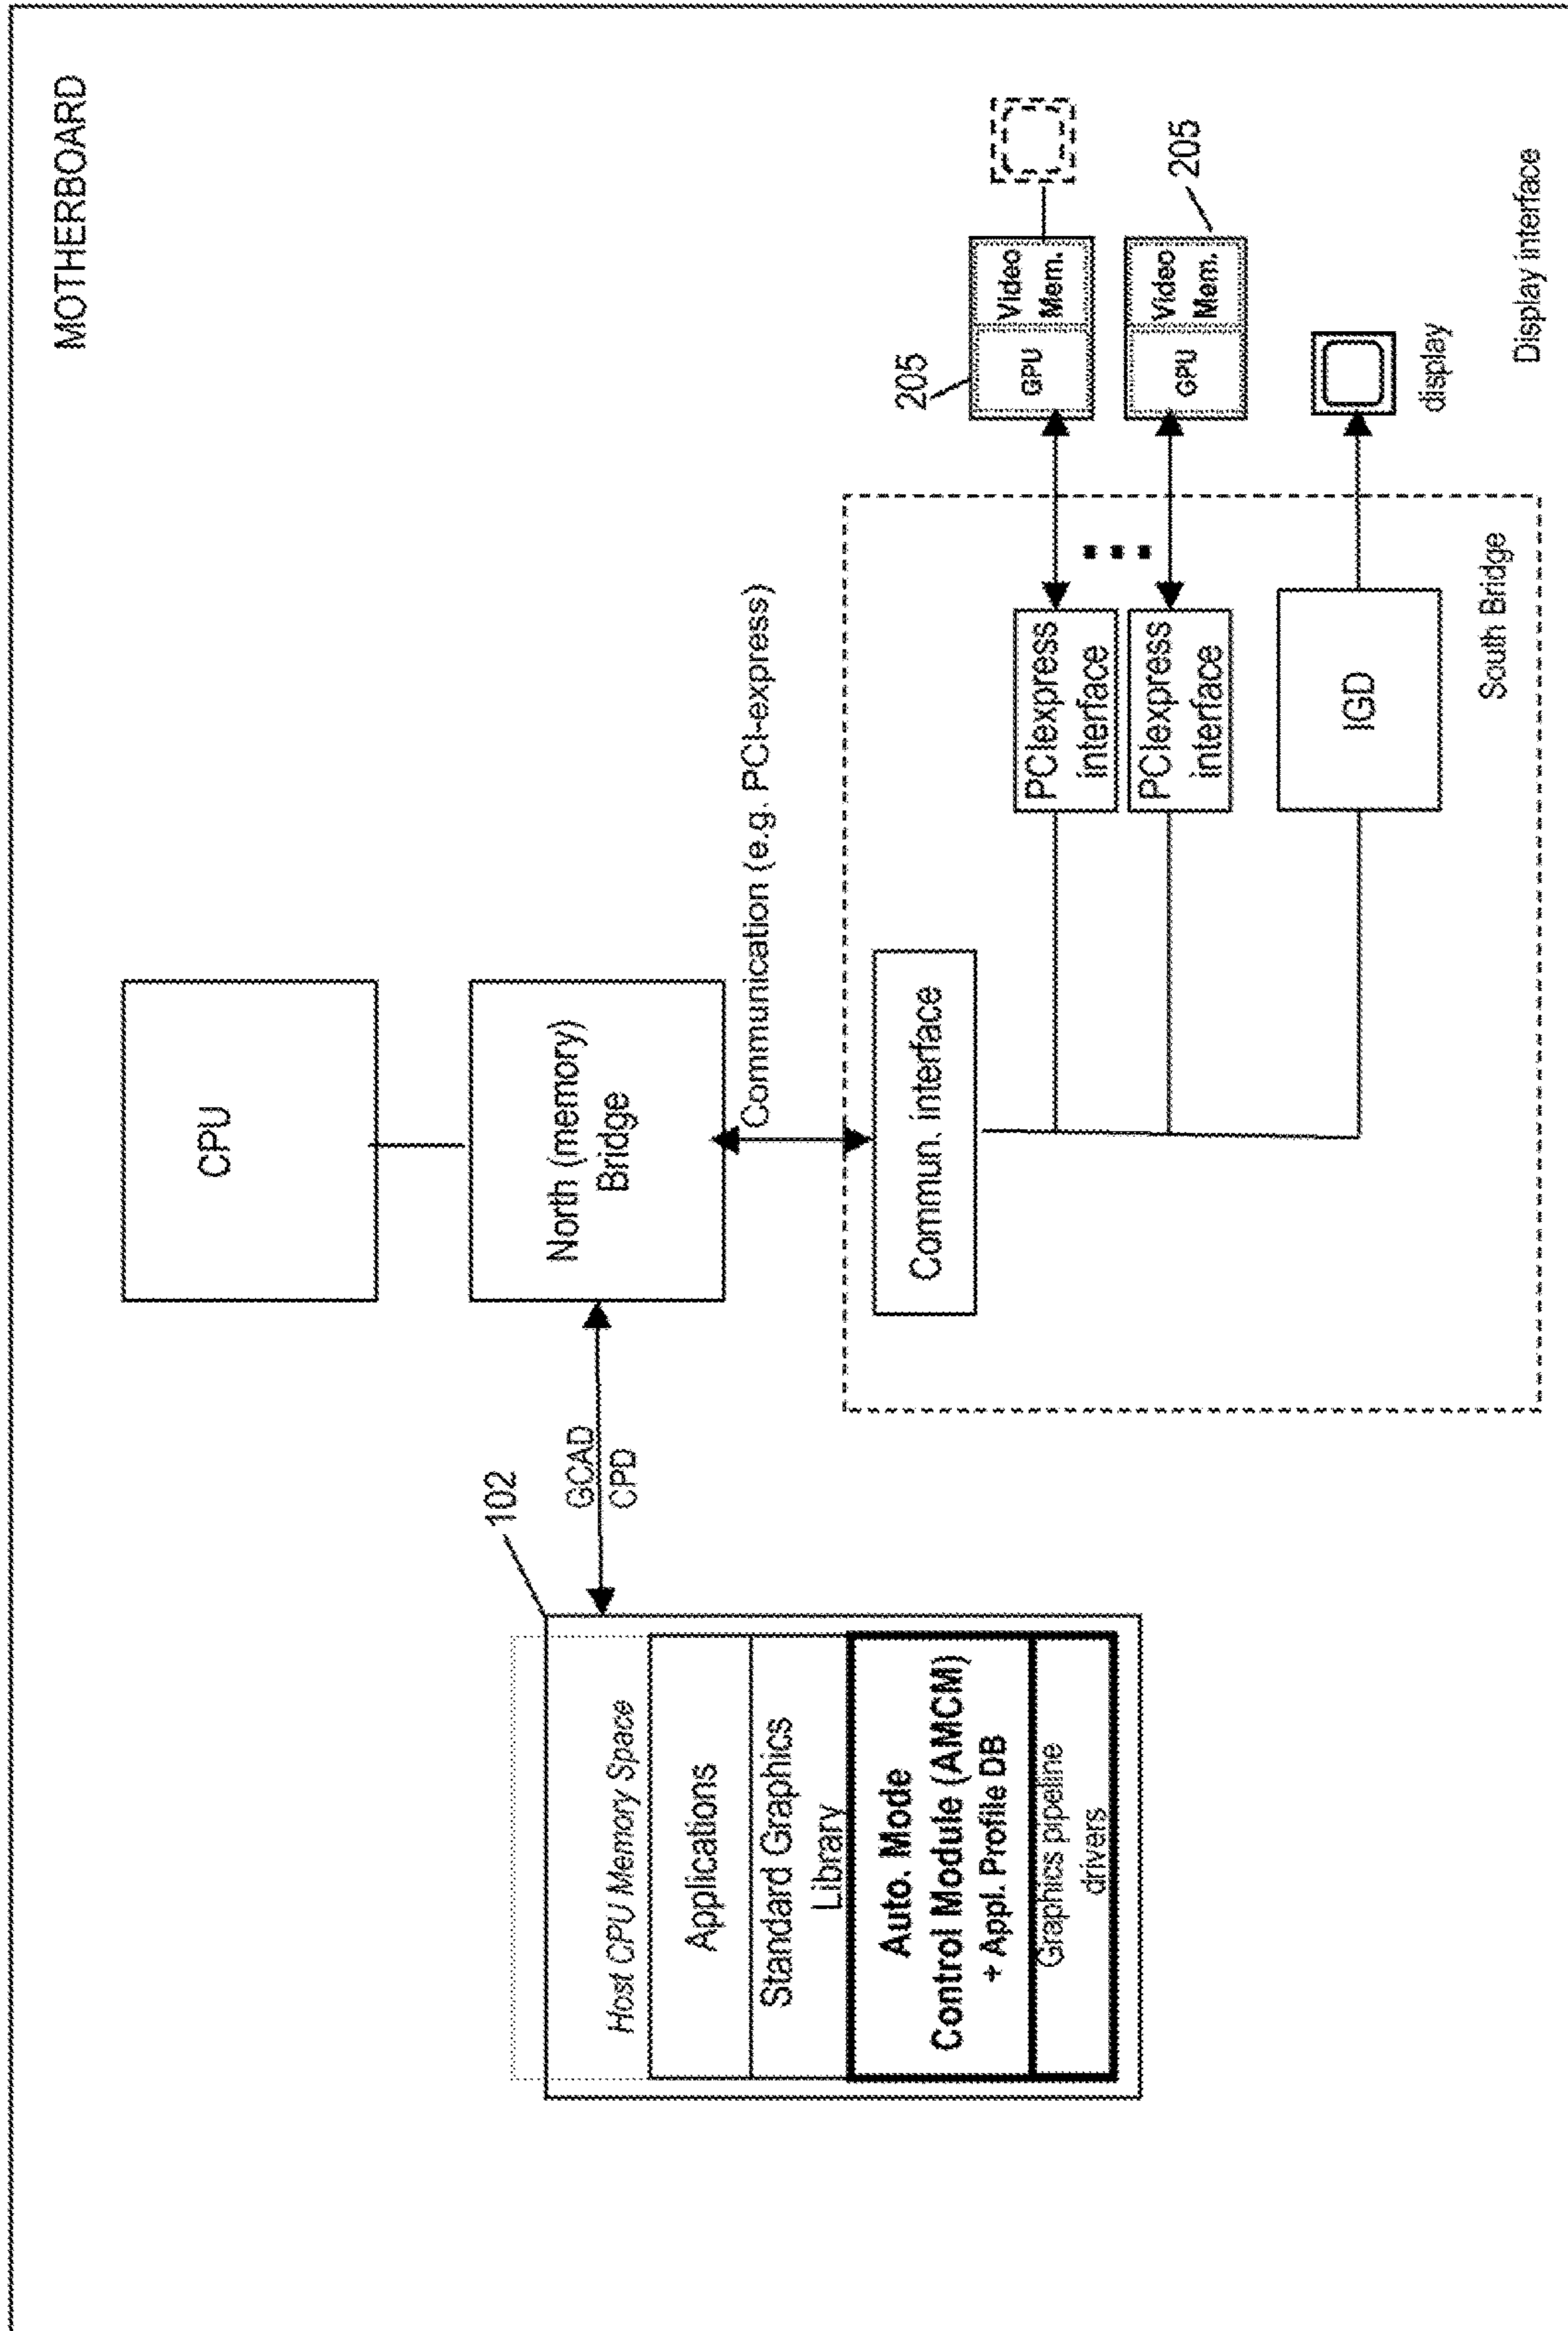 MOTHERBOARD
CPU
North (memory)
Bridge
102
GCAD
CPD
Host CPU Memory Space
Applications
Standard Graphics
Library
Auto. Mode
Control Module (AMCM)
+ Appl. Profile DB
Graphics pipeline
drivers
Communication (e.g. PCI-express)
Commun. interface
PCIexpress
interface
PCIexpress
interface
IGD
South Bridge
205
GPU
Video
Mem.
GPU
Video
Mem.
205
display
Display interface